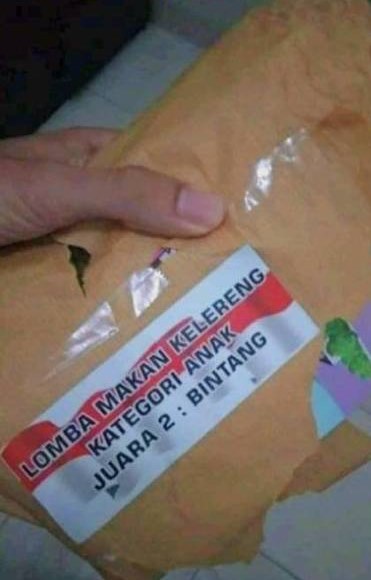 LOMBA MAKAN KELERENG
KATEGORI ANAK
JUARA 2 : BINTANG